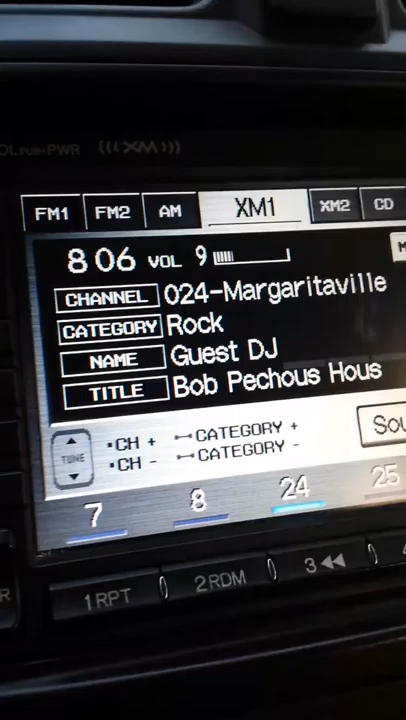 PUSH PWR (((XM)))
FM1 FM2 AM XM1 XM2 CD
8 06 VOL 9
CHANNEL 024-Margaritaville
CATEGORY Rock
NAME Guest DJ
TITLE Bob Pechous Hous
TUNE
•CH + CATEGORY +
•CH - CATEGORY -
7 8 24 25
1 RPT 2 RDM 3 4